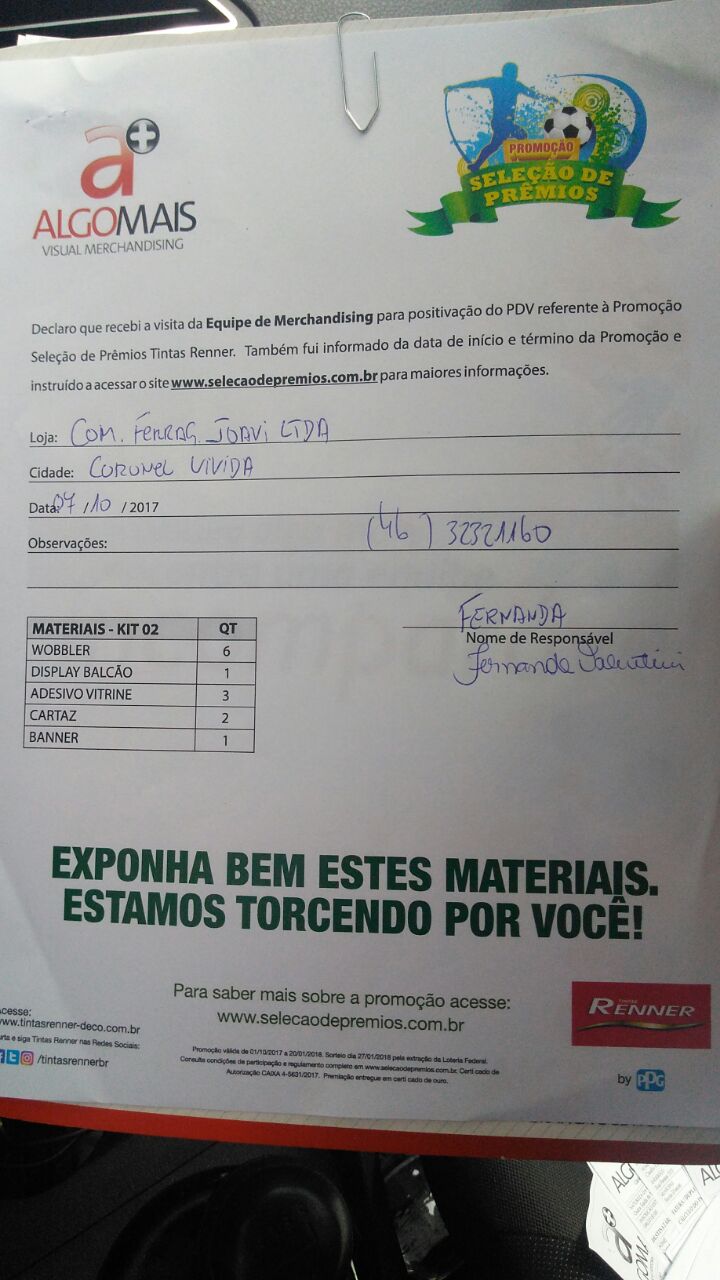 a+
ALGOMAIS
VISUAL MERCHANDISING
PROMOÇÃO
SELEÇÃO DE
PRÊMIOS
Declaro que recebi a visita da Equipe de Merchandising para positivação do PDV referente à Promoção
Seleção de Prêmios Tintas Renner. Também fui informado da data de início e término da Promoção e
instruído a acessar o site www.selecaodepremios.com.br para maiores informações.
Loja: COM. FERRAG. JOAVI LTDA
Cidade: CORONEL VIVIDA
Data: 07 / 10 / 2017
Observações: (46) 32321160
FERNANDA
Nome de Responsável
Fernanda Valentini
MATERIAIS - KIT 02 QT
WOBBLER 6
DISPLAY BALCÃO 1
ADESIVO VITRINE 3
CARTAZ 2
BANNER 1
EXPONHA BEM ESTES MATERIAIS.
ESTAMOS TORCENDO POR VOCÊ!
Para saber mais sobre a promoção acesse:
www.selecaodepremios.com.br
cesse:
www.tintasrenner-deco.com.br
urta e siga Tintas Renner nas Redes Sociais:
/tintasrennerbr
Promoção válida de 01/10/2017 a 20/01/2018. Sorteio dia 27/01/2018 pela extração da Loteria Federal.
Consulte condições de participação e regulamento completo em www.selecaodepremios.com.br. Certi cado de
Autorização CAIXA 4-5631/2017. Premiação entregue em certi cado de ouro.
TINTAS
RENNER
by PPG